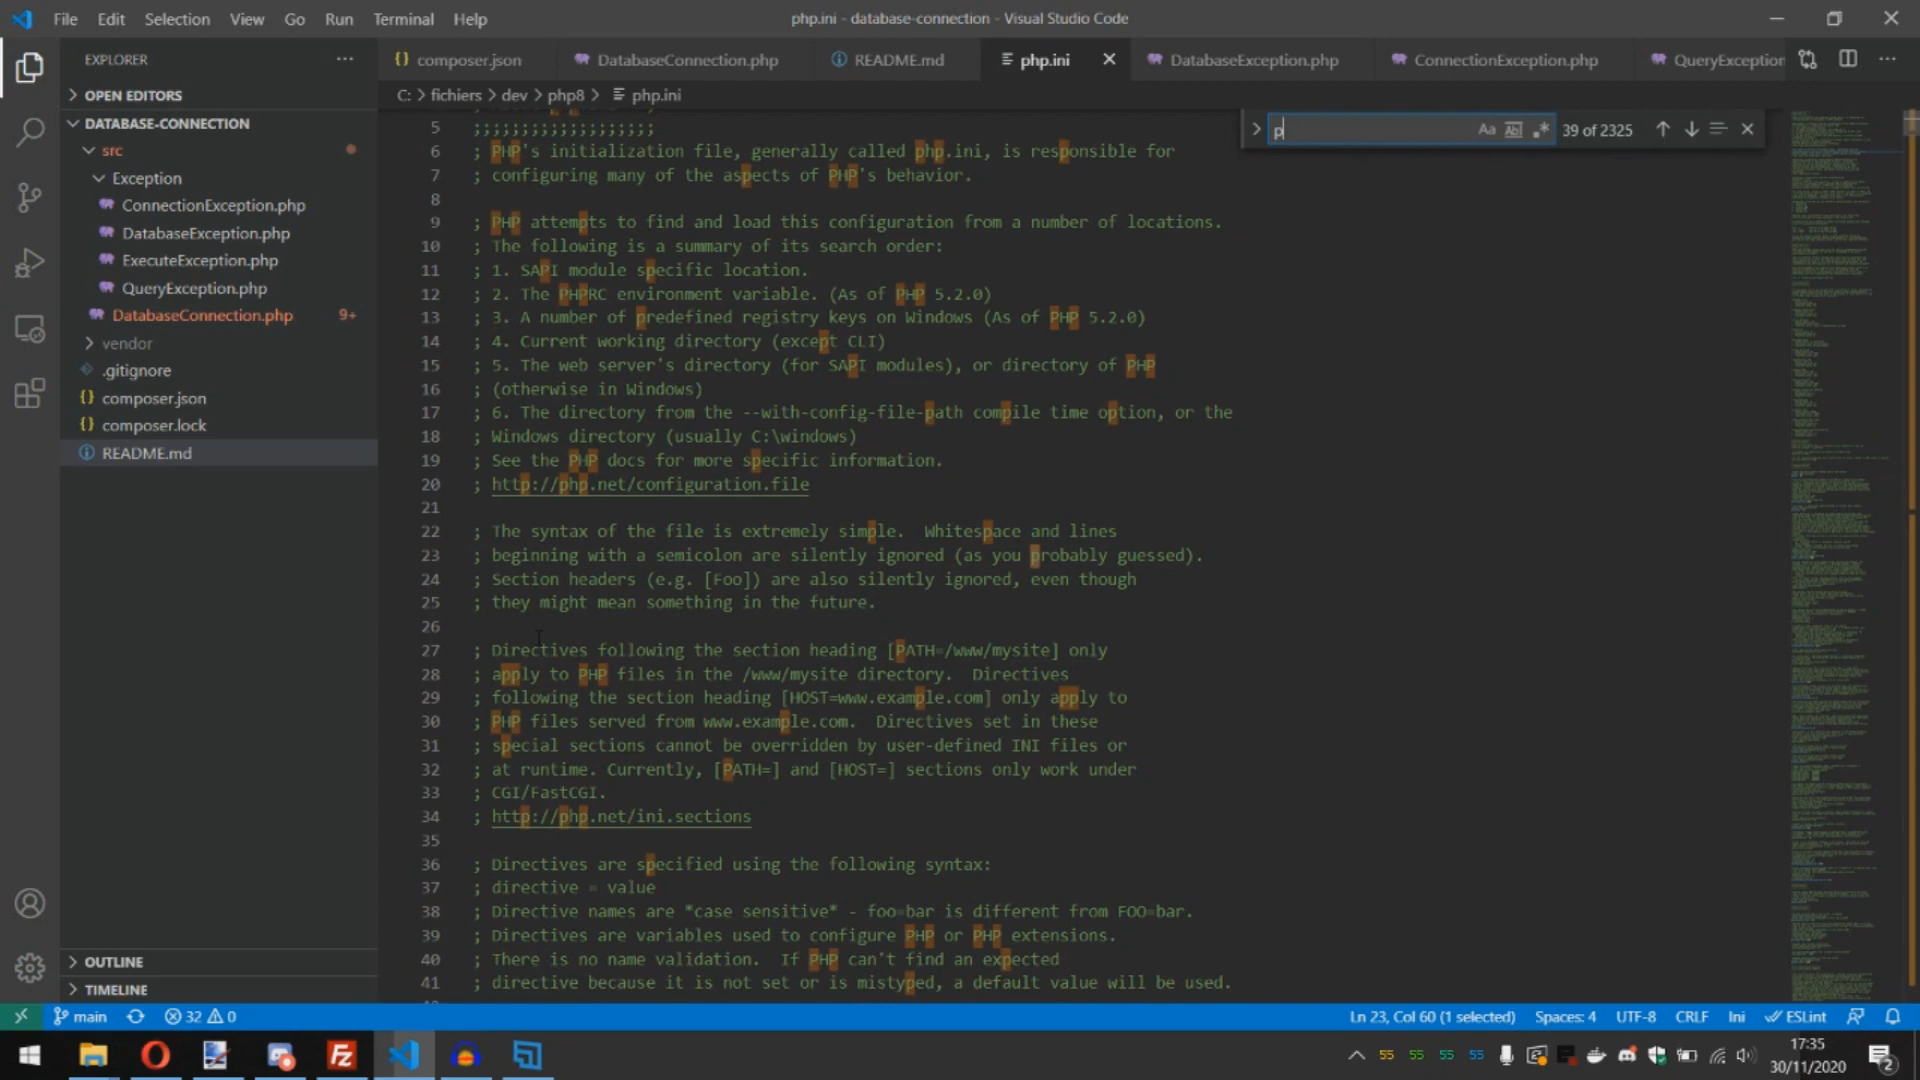 File Edit Selection View Go Run Terminal Help
php.ini - database-connection - Visual Studio Code
EXPLORER
composer.json DatabaseConnection.php README.md php.ini DatabaseException.php ConnectionException.php QueryException
C: > fichiers > dev > php8 > php.ini
OPEN EDITORS
DATABASE-CONNECTION
src
Exception
ConnectionException.php
DatabaseException.php
ExecuteException.php
QueryException.php
DatabaseConnection.php 9+
vendor
.gitignore
composer.json
composer.lock
README.md
OUTLINE
TIMELINE
p
Aa Abl .* 39 of 2325
5 ;;;;;;;;;;;;;;;;;;;
6 ; PHP's initialization file, generally called php.ini, is responsible for
7 ; configuring many of the aspects of PHP's behavior.
8
9 ; PHP attempts to find and load this configuration from a number of locations.
10 ; The following is a summary of its search order:
11 ; 1. SAPI module specific location.
12 ; 2. The PHPRC environment variable. (As of PHP 5.2.0)
13 ; 3. A number of predefined registry keys on Windows (As of PHP 5.2.0)
14 ; 4. Current working directory (except CLI)
15 ; 5. The web server's directory (for SAPI modules), or directory of PHP
16 ; (otherwise in Windows)
17 ; 6. The directory from the --with-config-file-path compile time option, or the
18 ; Windows directory (usually C:\windows)
19 ; See the PHP docs for more specific information.
20 ; http://php.net/configuration.file
21
22 ; The syntax of the file is extremely simple.  Whitespace and lines
23 ; beginning with a semicolon are silently ignored (as you probably guessed).
24 ; Section headers (e.g. [Foo]) are also silently ignored, even though
25 ; they might mean something in the future.
26
27 ; Directives following the section heading [PATH=/www/mysite] only
28 ; apply to PHP files in the /www/mysite directory.  Directives
29 ; following the section heading [HOST=www.example.com] only apply to
30 ; PHP files served from www.example.com.  Directives set in these
31 ; special sections cannot be overridden by user-defined INI files or
32 ; at runtime. Currently, [PATH=] and [HOST=] sections only work under
33 ; CGI/FastCGI.
34 ; http://php.net/ini.sections
35
36 ; Directives are specified using the following syntax:
37 ; directive = value
38 ; Directive names are *case sensitive* - foo=bar is different from FOO=bar.
39 ; Directives are variables used to configure PHP or PHP extensions.
40 ; There is no name validation.  If PHP can't find an expected
41 ; directive because it is not set or is mistyped, a default value will be used.
main 32 0
Ln 23, Col 60 (1 selected) Spaces: 4 UTF-8 CRLF Ini ESLint
55 55 55 55
17:35
30/11/2020
2